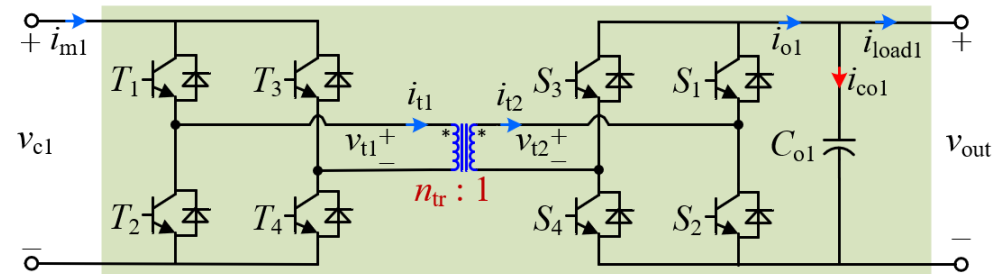 + i_m1
T_1
T_3
S_3
S_1
i_o1
i_load1 +
i_t1
i_t2
i_co1
v_c1
v_t1 + −
* *
v_t2 + −
C_o1
v_out
n_tr : 1
T_2
T_4
S_4
S_2
− −